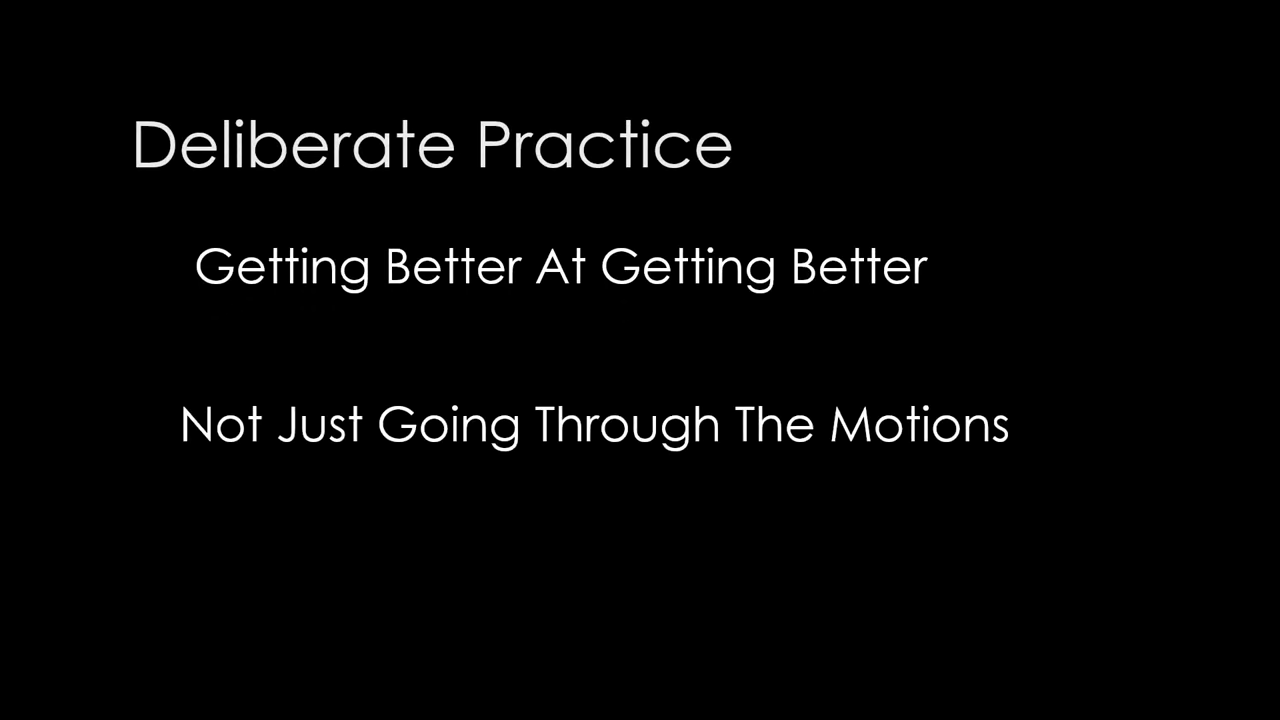 Deliberate Practice
Getting Better At Getting Better
Not Just Going Through The Motions